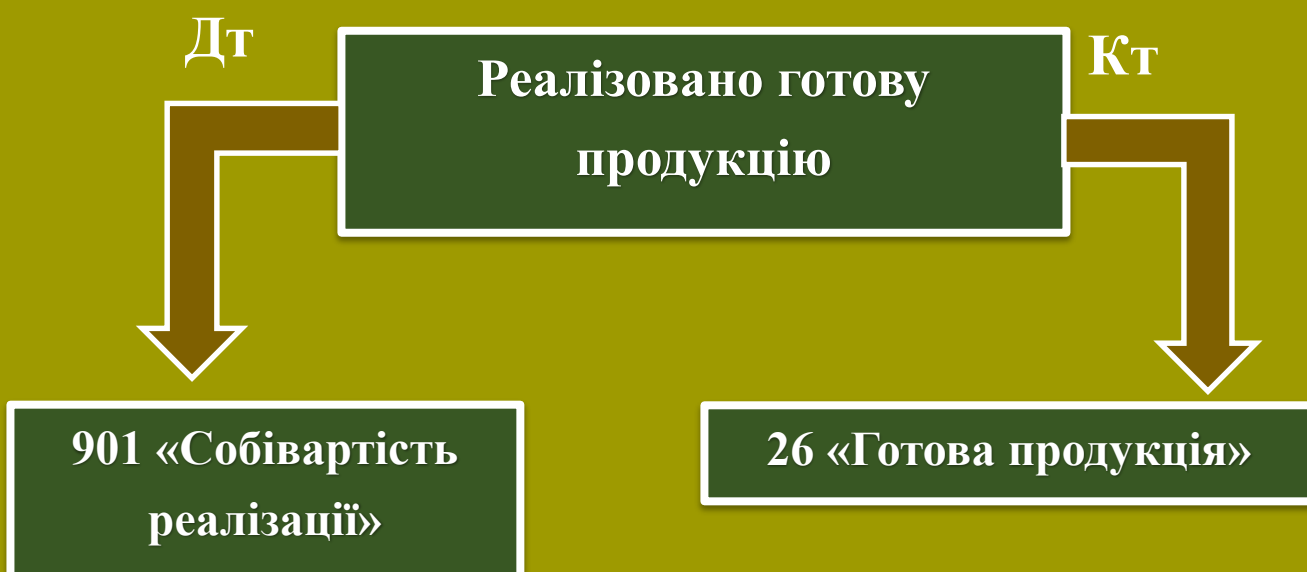 Дт
Реалізовано готову
продукцію
Кт
901 «Собівартість
реалізації»
26 «Готова продукція»